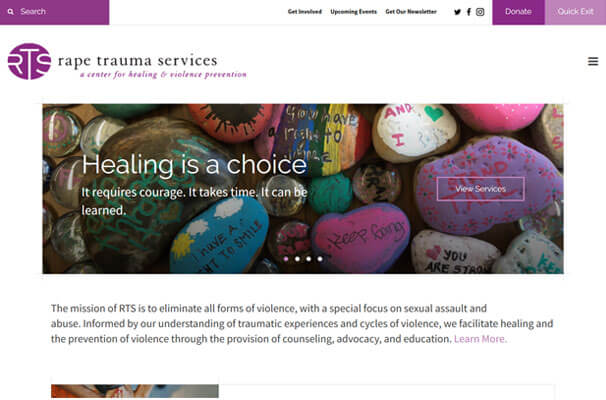 Search
Get Involved Upcoming Events Get Our Newsletter
Donate
Quick Exit
RTS
rape trauma services
a center for healing & violence prevention
Healing is a choice
It requires courage. It takes time. It can be
learned.
View Services
have a
right to
AND
I
I HAVE A
RIGHT TO SMILE
Keep Going
YOU
ARE STRONG
The mission of RTS is to eliminate all forms of violence, with a special focus on sexual assault and
abuse. Informed by our understanding of traumatic experiences and cycles of violence, we facilitate healing and
the prevention of violence through the provision of counseling, advocacy, and education. Learn More.